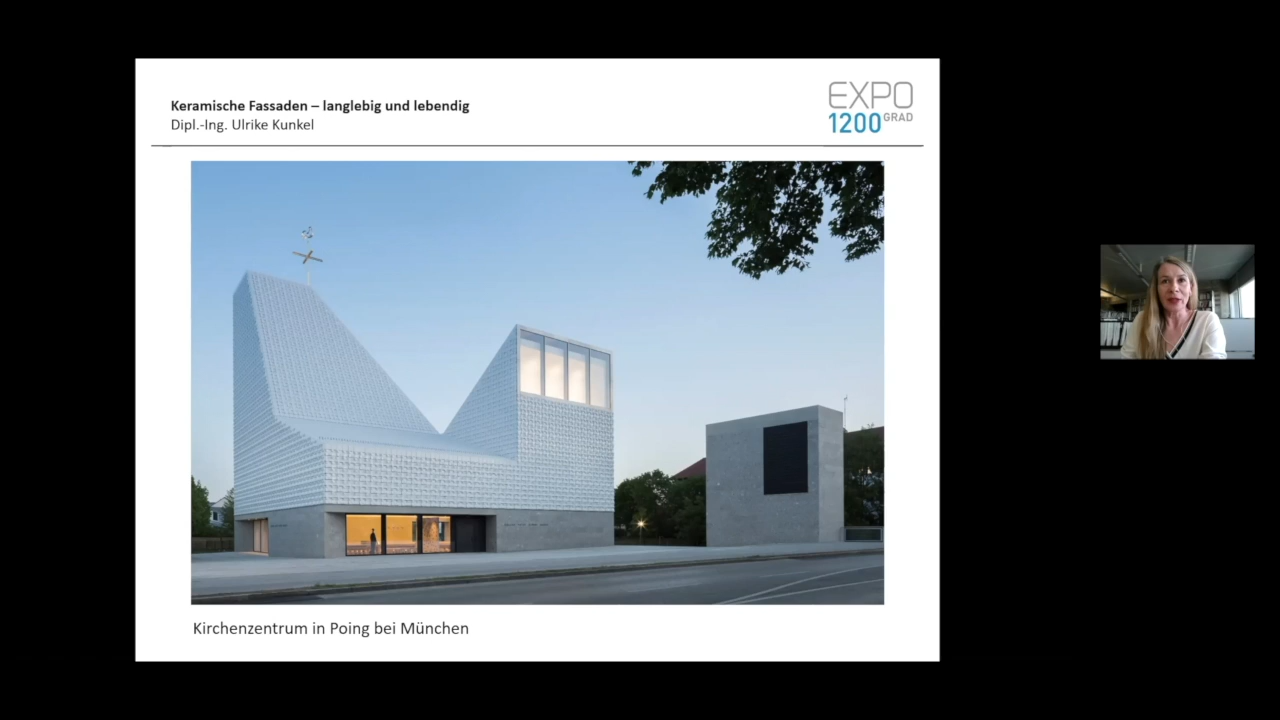 Keramische Fassaden – langlebig und lebendig
Dipl.-Ing. Ulrike Kunkel
EXPO
1200 GRAD
Kirchenzentrum in Poing bei München